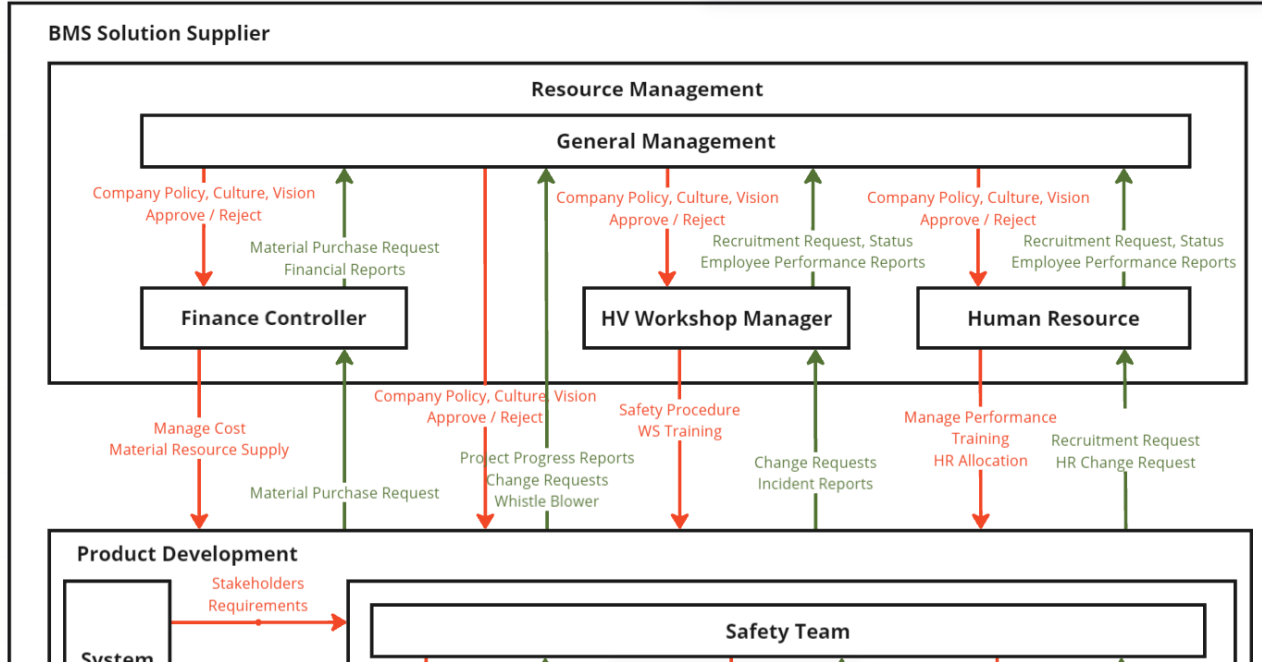 BMS Solution Supplier
Resource Management
General Management
Company Policy, Culture, Vision
Approve / Reject
Material Purchase Request
Financial Reports
Company Policy, Culture, Vision
Approve / Reject
Recruitment Request, Status
Employee Performance Reports
Company Policy, Culture, Vision
Approve / Reject
Recruitment Request, Status
Employee Performance Reports
Finance Controller
HV Workshop Manager
Human Resource
Manage Cost
Material Resource Supply
Material Purchase Request
Company Policy, Culture, Vision
Approve / Reject
Project Progress Reports
Change Requests
Whistle Blower
Safety Procedure
WS Training
Change Requests
Incident Reports
Manage Performance
Training
HR Allocation
Recruitment Request
HR Change Request
Product Development
Stakeholders
Requirements
System
Safety Team